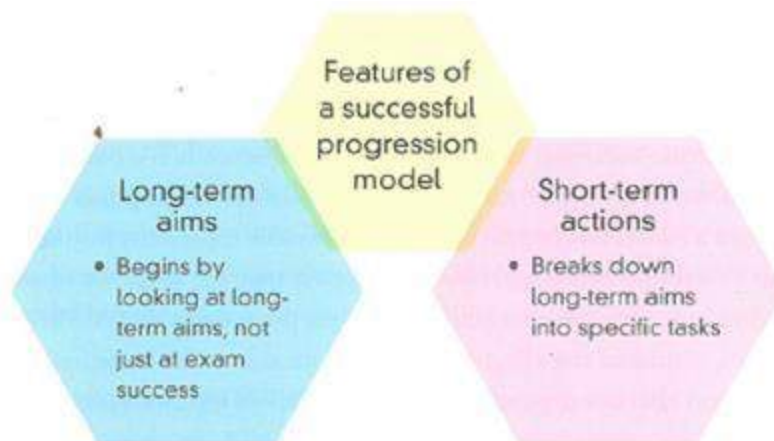 Features of
a successful
progression
model
Long-term
aims
• Begins by
looking at long-
term aims, not
just at exam
success
Short-term
actions
• Breaks down
long-term aims
into specific tasks